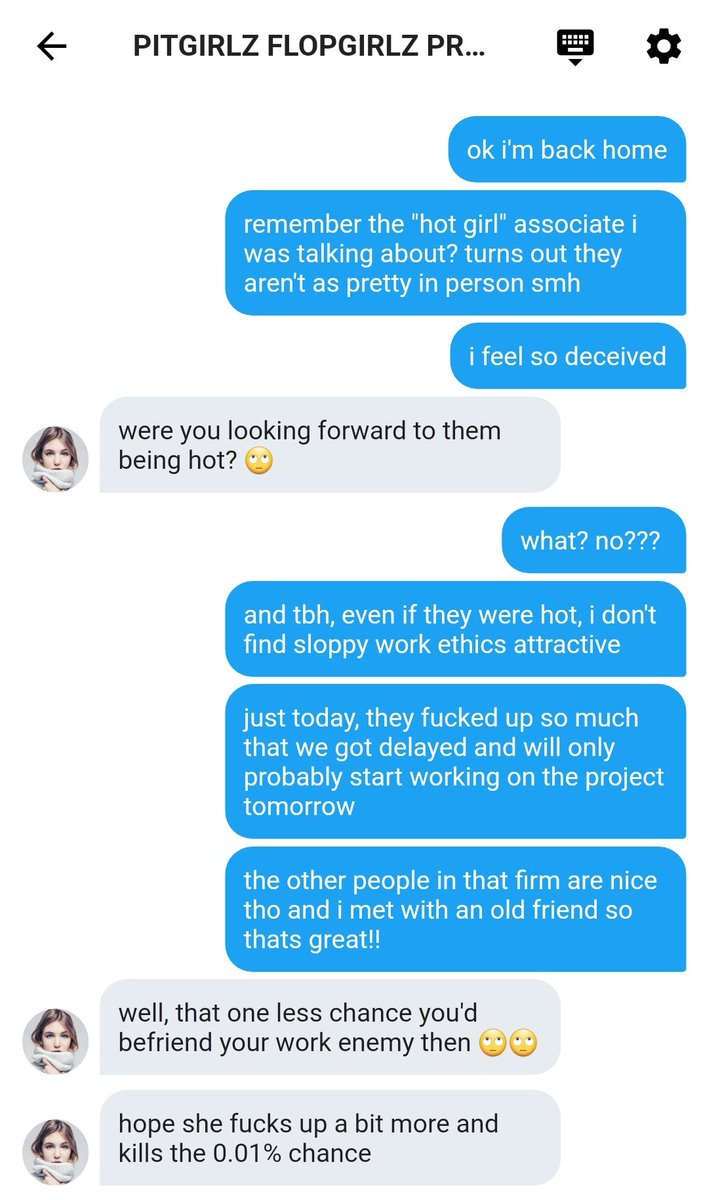 PITGIRLZ FLOPGIRLZ PR...
ok i'm back home
remember the "hot girl" associate i
was talking about? turns out they
aren't as pretty in person smh
i feel so deceived
were you looking forward to them
being hot? 🙄
what? no???
and tbh, even if they were hot, i don't
find sloppy work ethics attractive
just today, they fucked up so much
that we got delayed and will only
probably start working on the project
tomorrow
the other people in that firm are nice
tho and i met with an old friend so
thats great!!
well, that one less chance you'd
befriend your work enemy then 🙄🙄
hope she fucks up a bit more and
kills the 0.01% chance